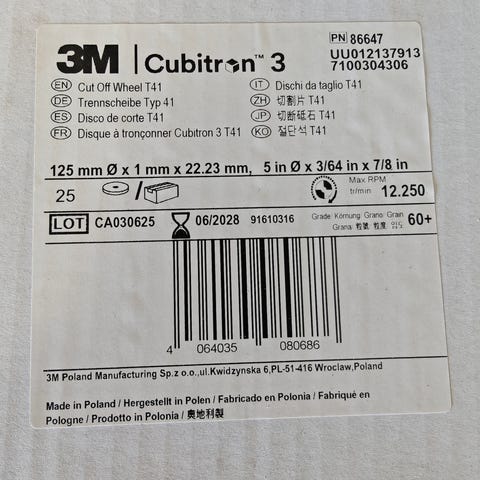 3M | Cubitron™ 3
PN 86647
UU012137913
7100304306
EN Cut Off Wheel T41
DE Trennscheibe Typ 41
ES Disco de corte T41
FR Disque à tronçonner Cubitron 3 T41
IT Dischi da taglio T41
ZH 切割片 T41
JP 切断砥石 T41
KO 절단석 T41
125 mm Ø x 1 mm x 22.23 mm, 5 in Ø x 3/64 in x 7/8 in
25 /
Max. RPM
tr/min 12.250
LOT CA030625 06/2028 91610316
Grade/Körnung/Grano/Grain
Grana/粒號/粒度/입도 60+
4 064035 080686
3M Poland Manufacturing Sp.z o.o.,ul.Kwidzynska 6,PL-51-416 Wroclaw,Poland
Made in Poland / Hergestellt in Polen / Fabricado en Polonia / Fabriqué en
Pologne / Prodotto in Polonia / 奥地利製